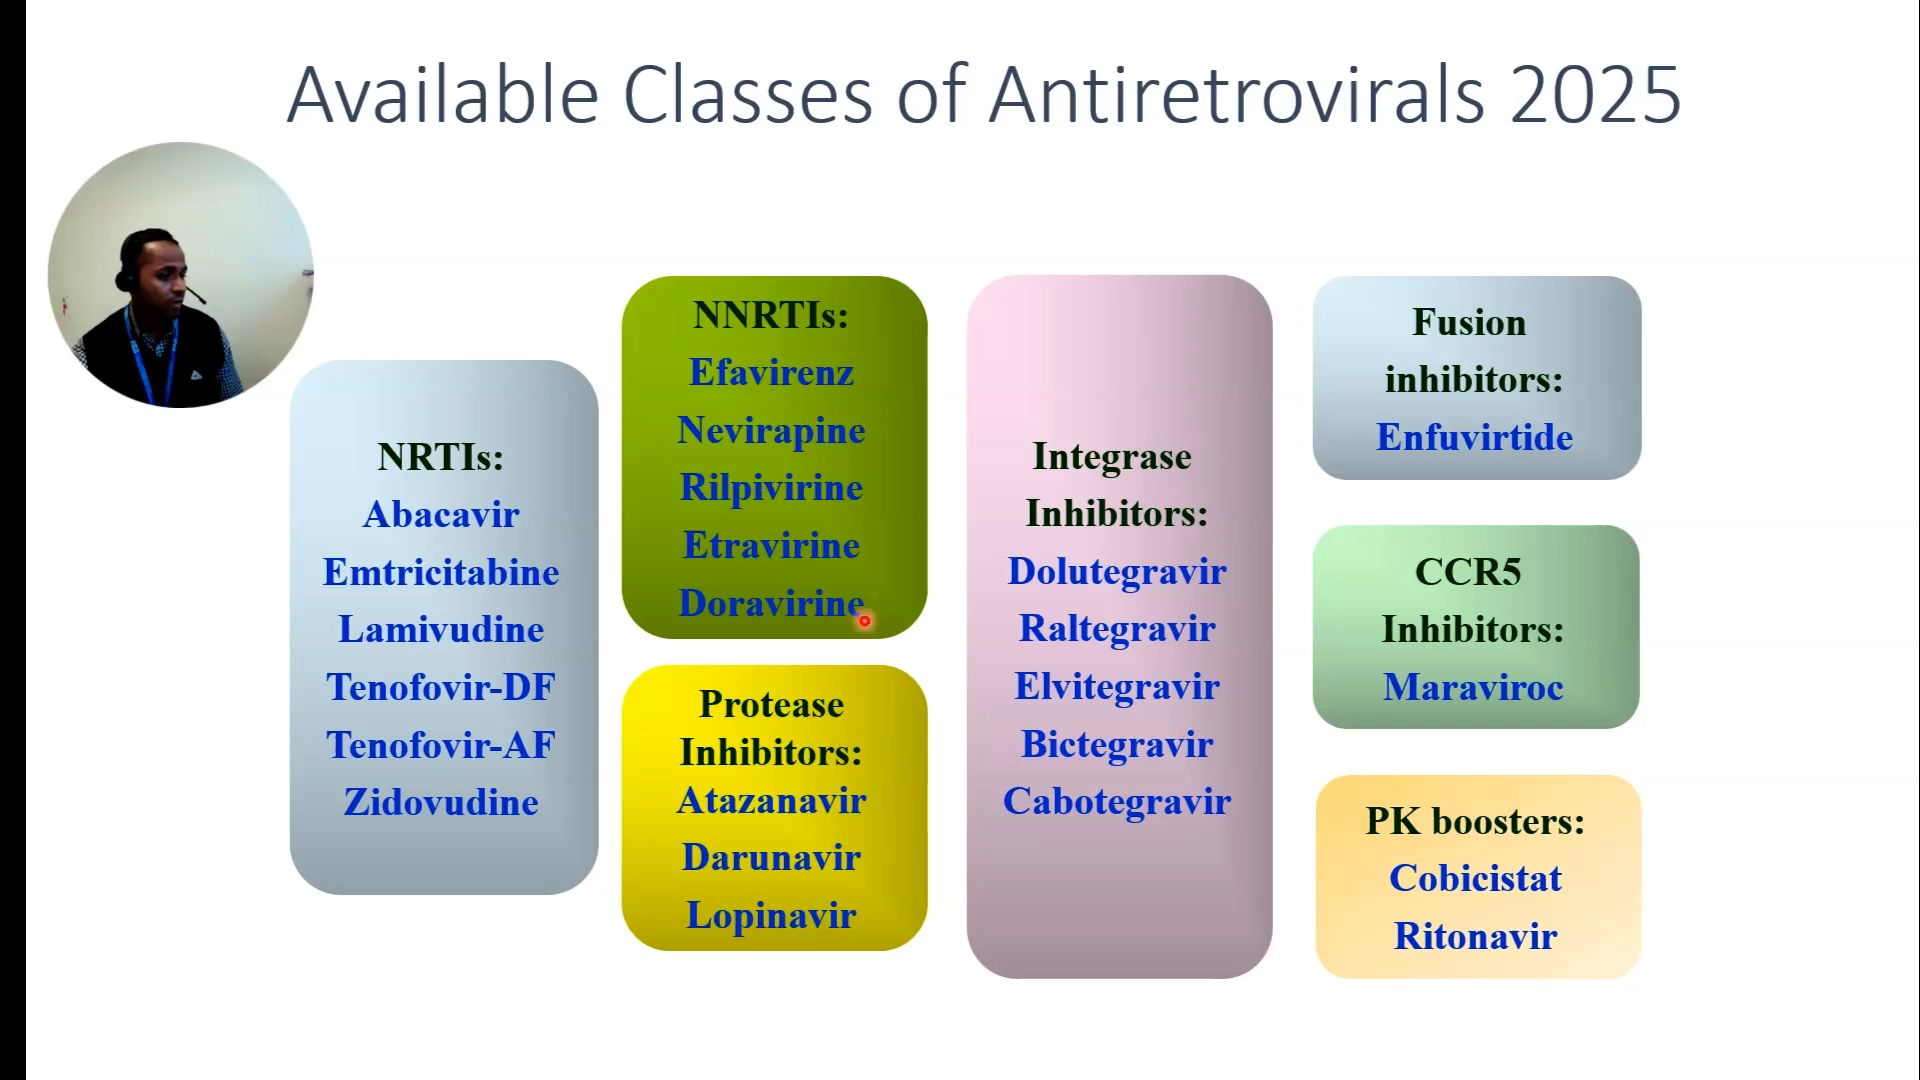 Available Classes of Antiretrovirals 2025
NRTIs:
Abacavir
Emtricitabine
Lamivudine
Tenofovir-DF
Tenofovir-AF
Zidovudine
NNRTIs:
Efavirenz
Nevirapine
Rilpivirine
Etravirine
Doravirine
Protease
Inhibitors:
Atazanavir
Darunavir
Lopinavir
Integrase
Inhibitors:
Dolutegravir
Raltegravir
Elvitegravir
Bictegravir
Cabotegravir
Fusion
inhibitors:
Enfuvirtide
CCR5
Inhibitors:
Maraviroc
PK boosters:
Cobicistat
Ritonavir